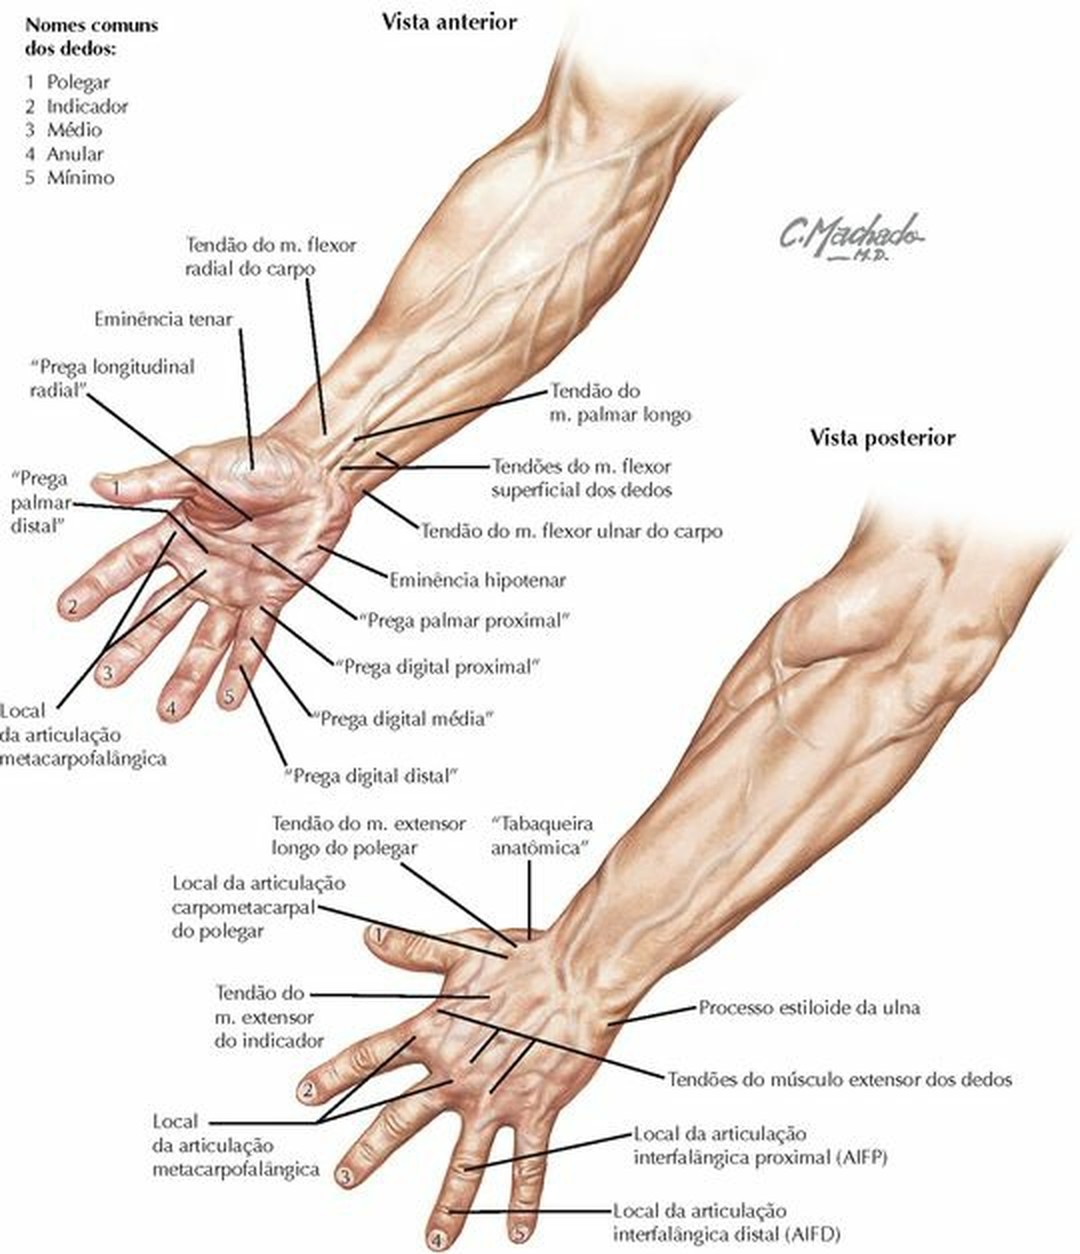 Nomes comuns
dos dedos:
1 Polegar
2 Indicador
3 Médio
4 Anular
5 Mínimo
Vista anterior
C. Machado
M.D.
Tendão do m. flexor
radial do carpo
Eminência tenar
“Prega longitudinal
radial”
“Prega
palmar
distal”
1
2
3
4
5
Local
da articulação
metacarpofalângica
Tendão do
m. palmar longo
Tendões do m. flexor
superficial dos dedos
Tendão do m. flexor ulnar do carpo
Eminência hipotenar
“Prega palmar proximal”
“Prega digital proximal”
“Prega digital média”
“Prega digital distal”
Vista posterior
Tendão do m. extensor
longo do polegar
“Tabaqueira
anatômica”
Local da articulação
carpometacarpal
do polegar
1
Tendão do
m. extensor
do indicador
2
Local
da articulação
metacarpofalângica
3
4
5
Processo estiloide da ulna
Tendões do músculo extensor dos dedos
Local da articulação
interfalângica proximal (AIFP)
Local da articulação
interfalângica distal (AIFD)